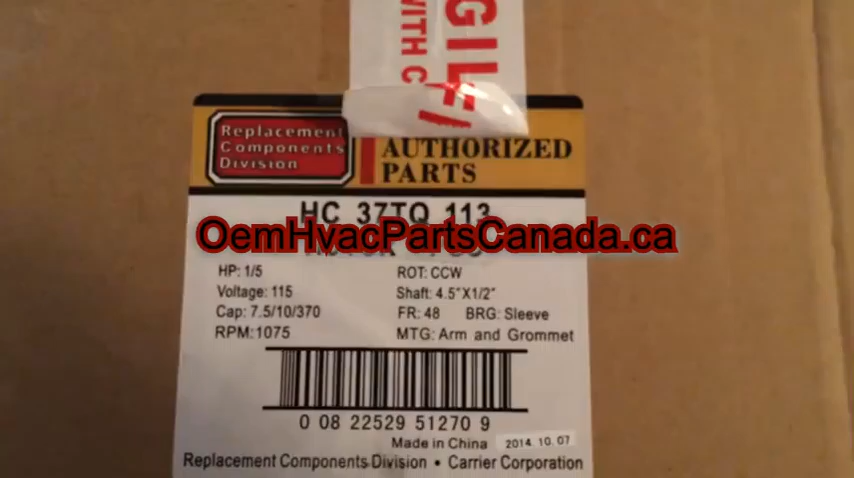 GILE
WITH C
Replacement
Components
Division
AUTHORIZED
PARTS
HC 37TQ 113
OemHvacPartsCanada.ca
HP: 1/5
ROT: CCW
Voltage: 115
Shaft: 4.5"X1/2"
Cap: 7.5/10/370
FR: 48 BRG: Sleeve
RPM: 1075
MTG: Arm and Grommet
0 08 22529 51270 9
Made in China 2014. 10. 07
Replacement Components Division • Carrier Corporation